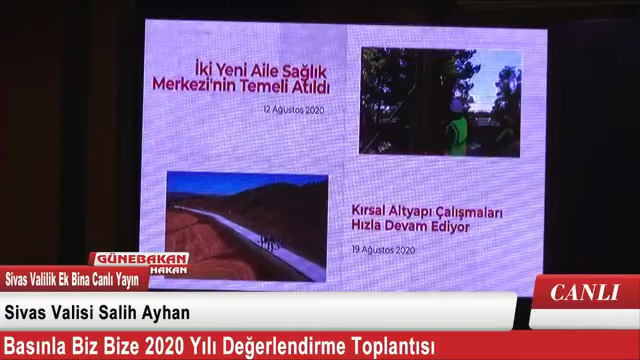 İki Yeni Aile Sağlık
Merkezi'nin Temeli Atıldı
12 Ağustos 2020
Kırsal Altyapı Çalışmaları
Hızla Devam Ediyor
19 Ağustos 2020
GÜNEBAKAN
HAKAN
Sivas Valilik Ek Bina Canlı Yayın
Sivas Valisi Salih Ayhan
CANLI
Basınla Biz Bize 2020 Yılı Değerlendirme Toplantısı